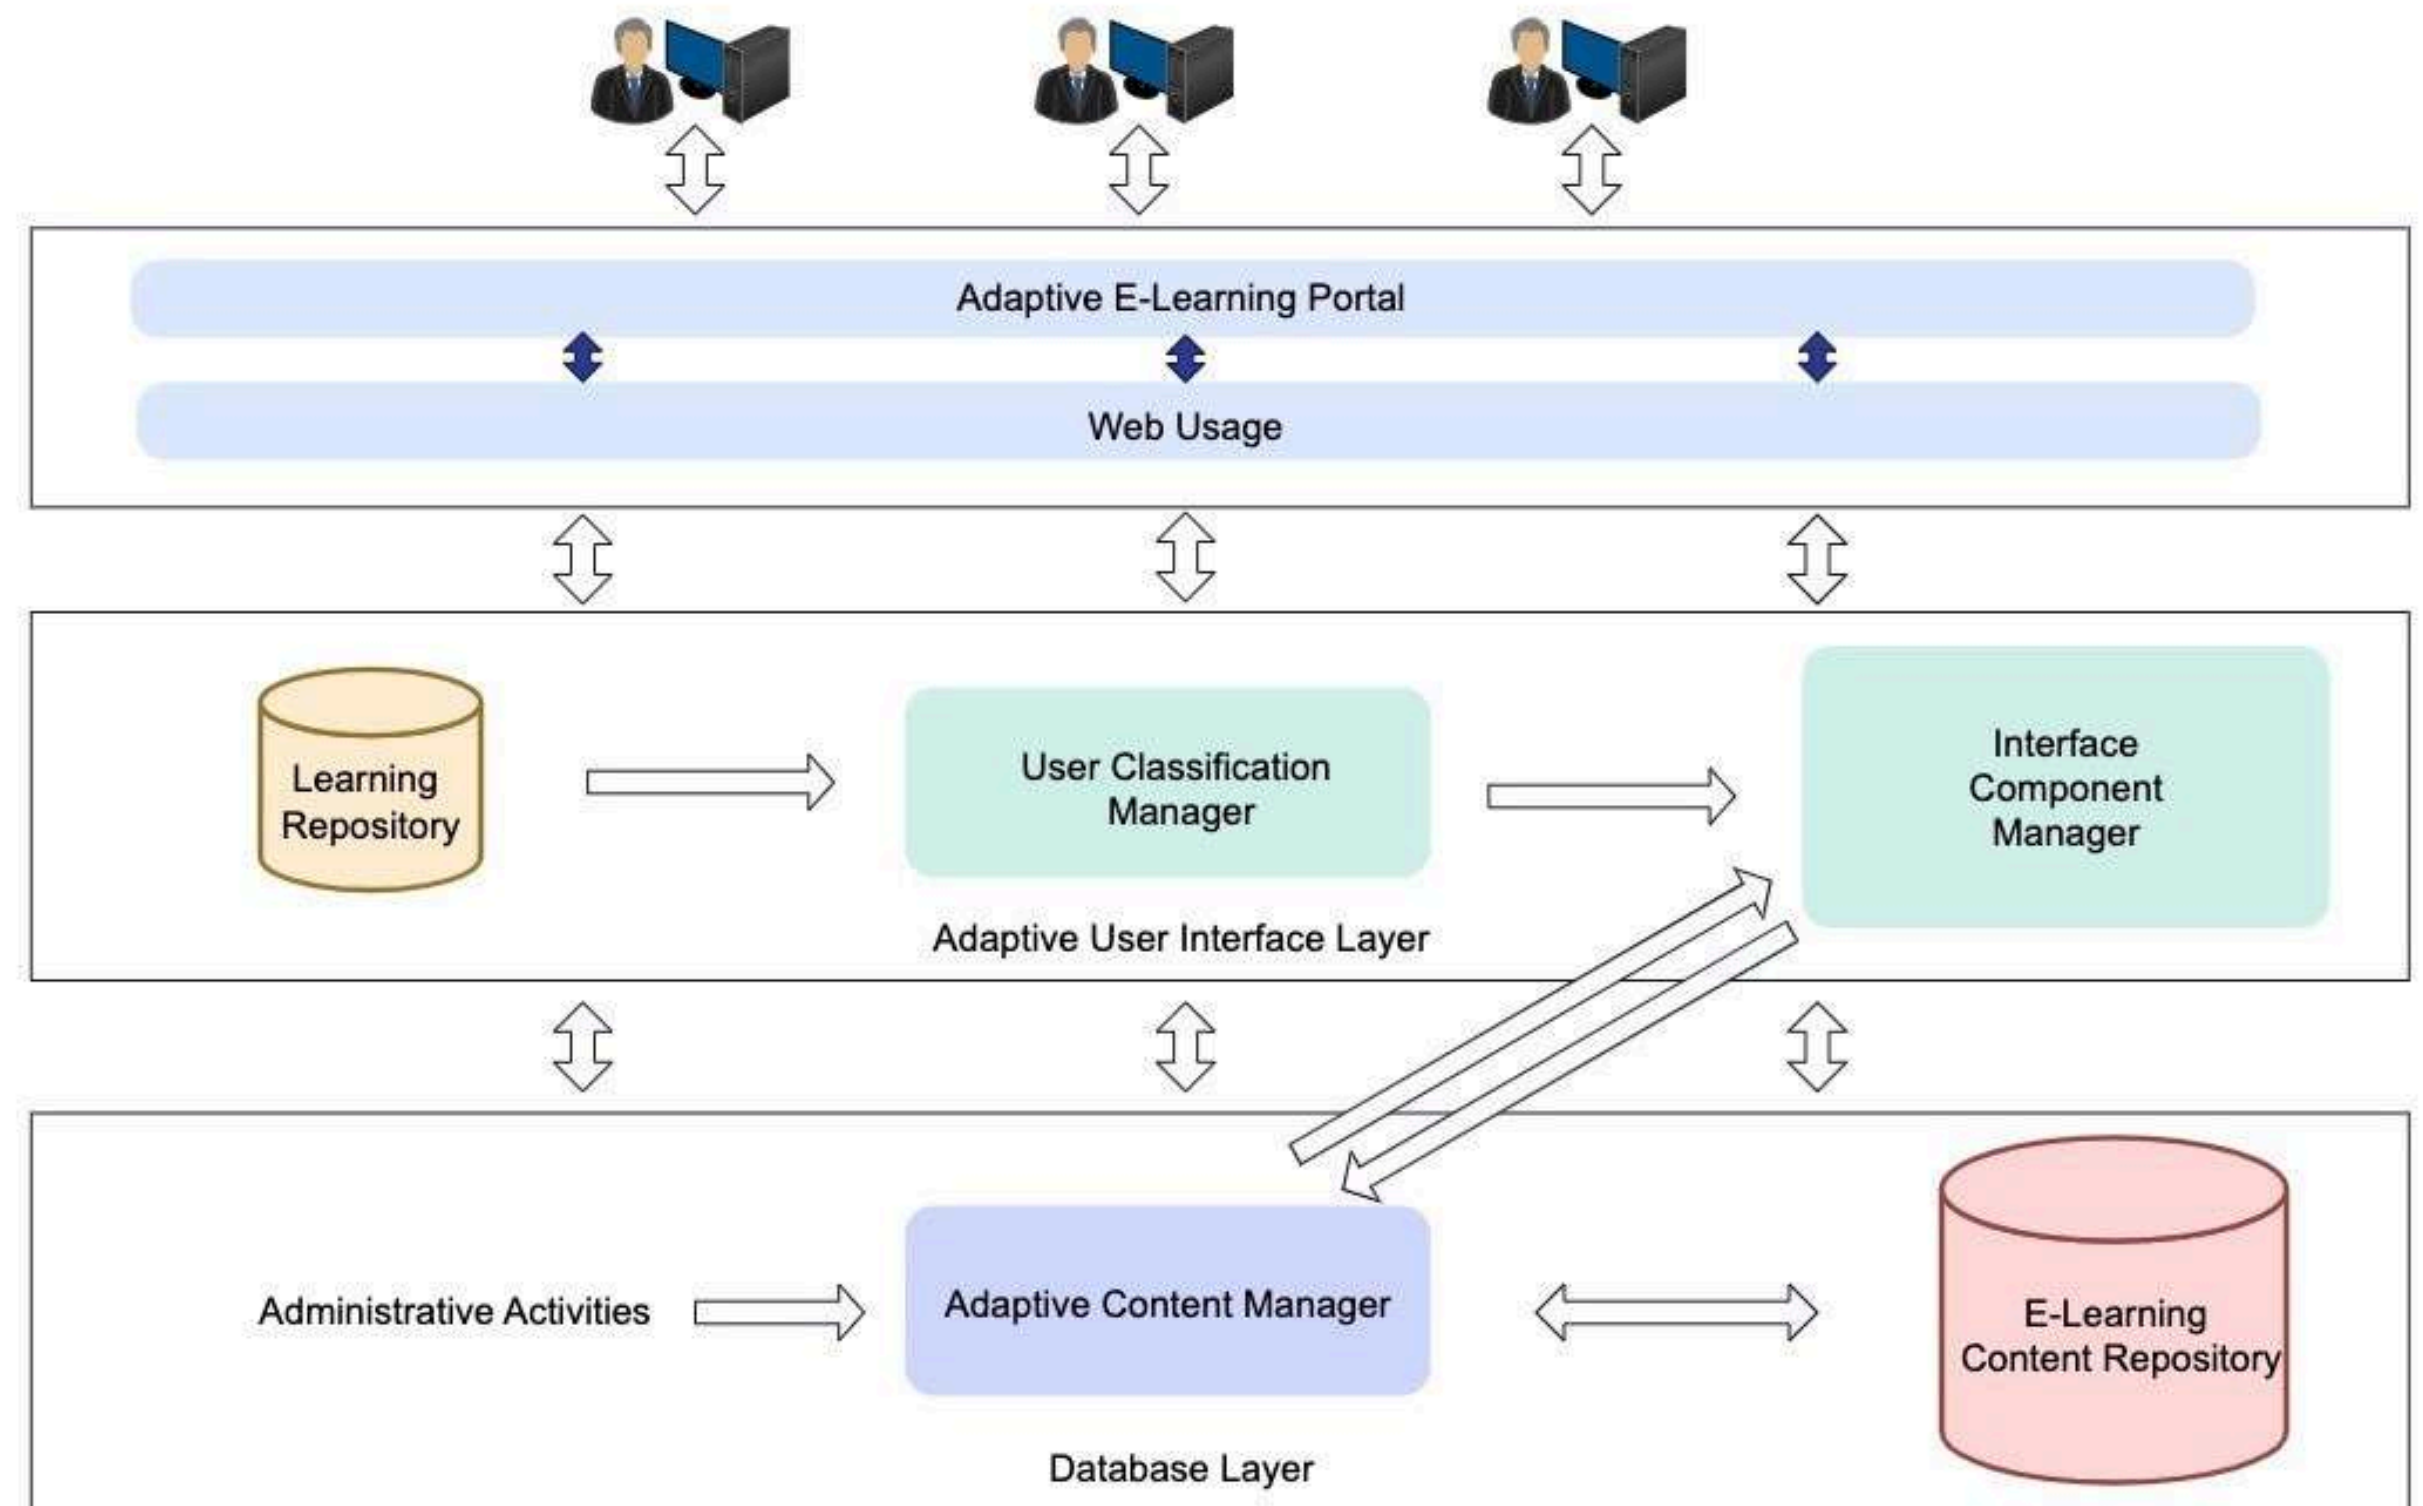 Adaptive E-Learning Portal
Web Usage
Learning
Repository
User Classification
Manager
Interface
Component
Manager
Adaptive User Interface Layer
Administrative Activities
Adaptive Content Manager
E-Learning
Content Repository
Database Layer